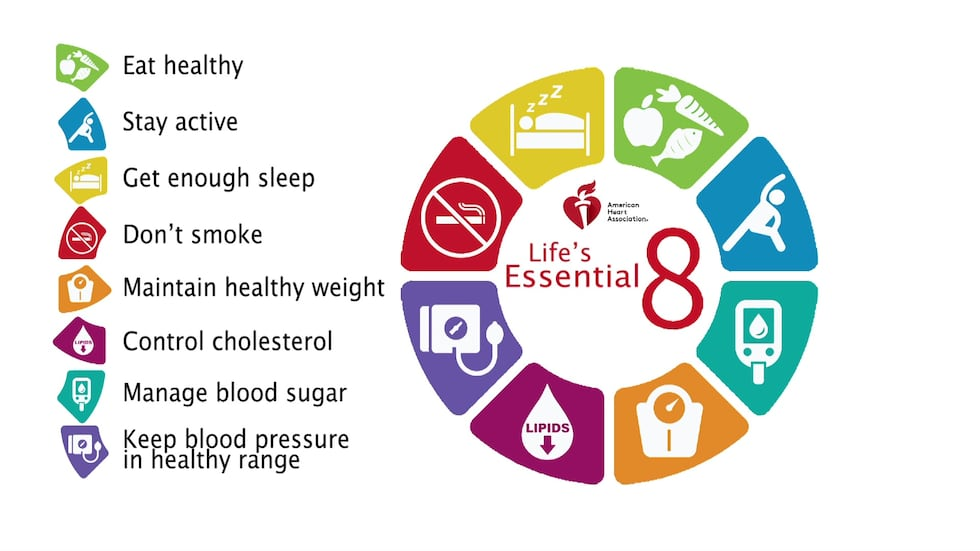 Eat healthy
Stay active
Get enough sleep
Don't smoke
Maintain healthy weight
LIPIDS
Control cholesterol
Manage blood sugar
Keep blood pressure
in healthy range
z z z
z z z
American
Heart
Association.
Life's
Essential 8
LIPIDS